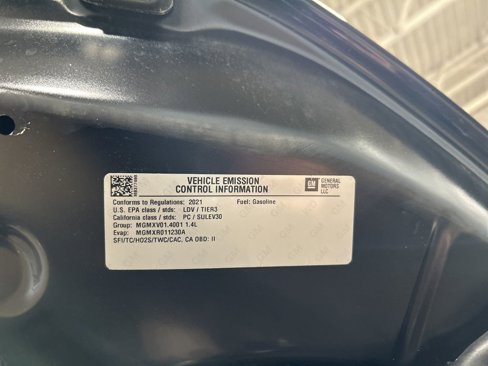 VEHICLE EMISSION
CONTROL INFORMATION
GM GENERAL
MOTORS
LLC
Conforms to Regulations: 2021 Fuel: Gasoline
U.S. EPA class / stds: LDV / TIER3
California class / stds: PC / SULEV30
Group: MGMXV01.4001 1.4L
Evap: MGMXR011230A
SFI/TC/HO2S/TWC/CAC, CA OBD: II